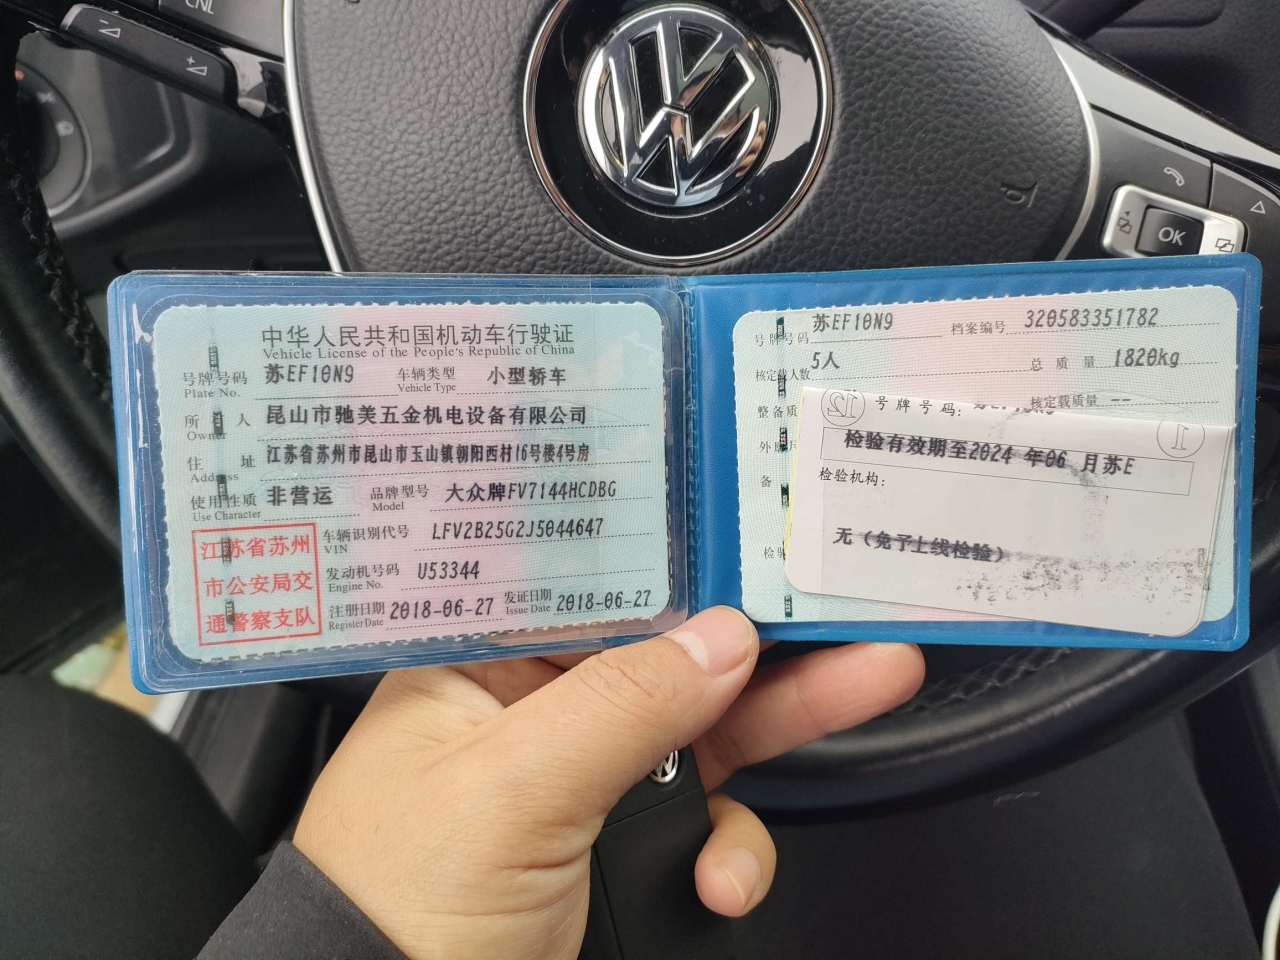 CNL
OK
中华人民共和国机动车行驶证
Vehicle License of the People's Republic of China
号牌号码 苏EF10N9 车辆类型 小型轿车
Plate No. Vehicle Type
所 有 人 昆山市驰美五金机电设备有限公司
Owner
住 址 江苏省苏州市昆山市玉山镇朝阳西村16号楼4号房
Address
使用性质 非营运 品牌型号 大众牌FV7144HCDBG
Use Character Model
江苏省苏州
市公安局交
通警察支队
车辆识别代号 LFV2B25G2J5044647
VIN
发动机号码 U53344
Engine No.
注册日期 2018-06-27 发证日期 2018-06-27
Register Date Issue Date
号牌号码 苏EF10N9 档案编号 320583351782
核定载人数 5人 总 质 量 1820kg
整备质 核定载质量 --
外
备
检
12 号牌号码: 1
检验有效期至2024 年06 月苏E
检验机构:
无(免予上线检验)